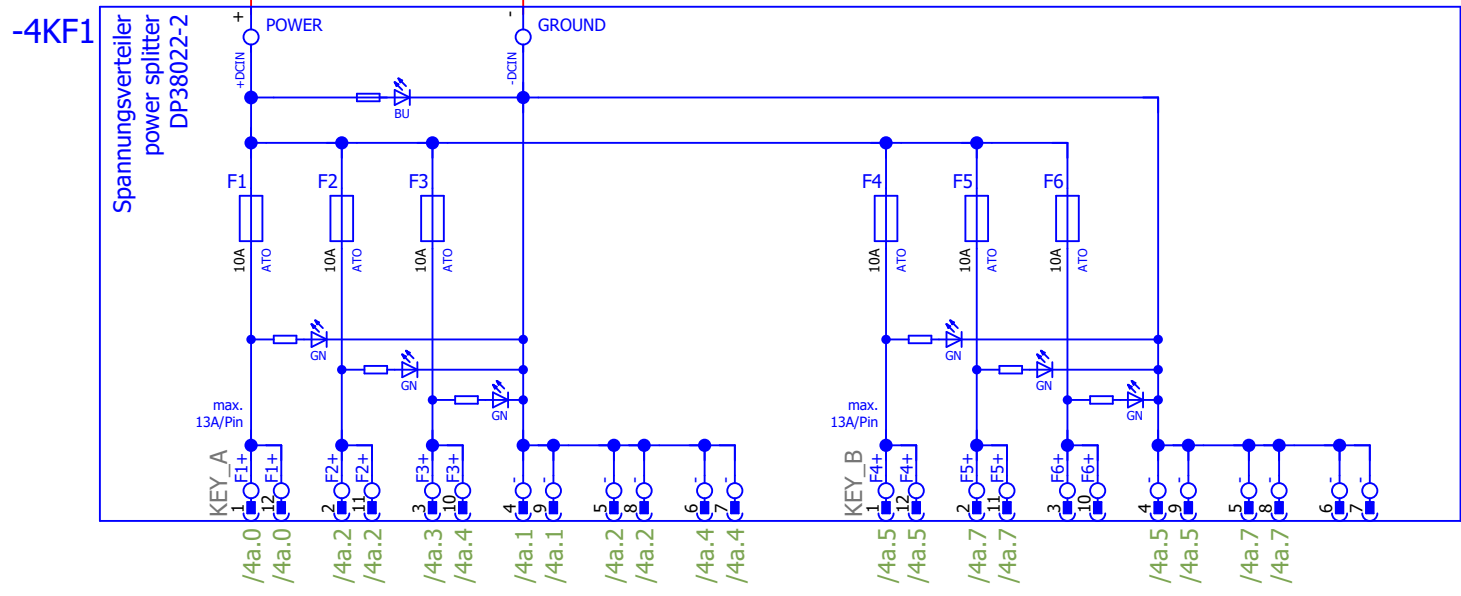 -4KF1
Spannungsverteiler
power splitter
DP38022-2
+
POWER
-
GROUND
+DCIN
-DCIN
BU
F1
F2
F3
F4
F5
F6
10A
ATO
10A
ATO
10A
ATO
10A
ATO
10A
ATO
10A
ATO
GN
GN
GN
GN
GN
GN
max.
13A/Pin
max.
13A/Pin
KEY_A
F1+
F1+
F2+
F2+
F3+
F3+
-
-
-
-
-
-
KEY_B
F4+
F4+
F5+
F5+
F6+
F6+
-
-
-
-
-
-
1
12
2
11
3
10
4
9
5
8
6
7
1
12
2
11
3
10
4
9
5
8
6
7
/4a.0
/4a.0
/4a.2
/4a.2
/4a.3
/4a.4
/4a.1
/4a.1
/4a.2
/4a.2
/4a.4
/4a.4
/4a.5
/4a.5
/4a.7
/4a.7
/4a.5
/4a.5
/4a.7
/4a.7